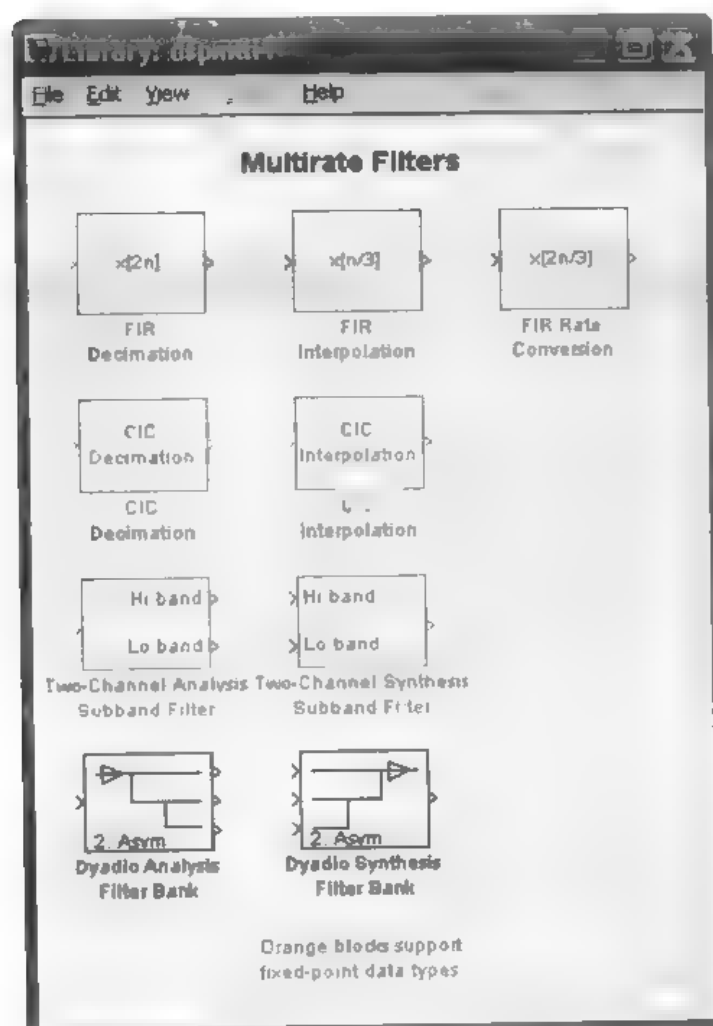 Library:
File Edit View Help
Multirate Filters
x[2n] x[n/3] x[2n/3]
FIR FIR FIR Rate
Decimation Interpolation Conversion
CIC CIC
Decimation Interpolation
CIC
Decimation Interpolation
Hi band Hi band
Lo band Lo band
Two-Channel Analysis Two-Channel Synthesis
Subband Filter Subband Filter
2. Asym 2. Asym
Dyadic Analysis Dyadic Synthesis
Filter Bank Filter Bank
Orange blocks support
fixed-point data types